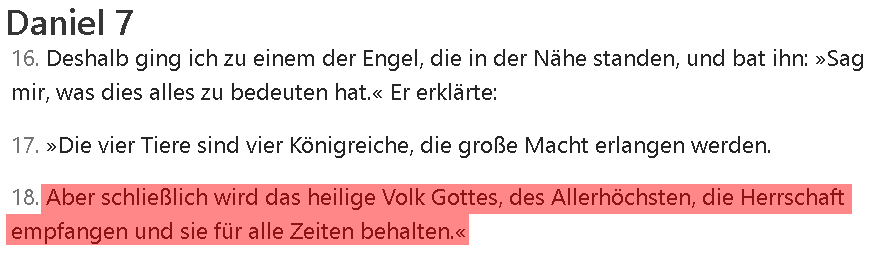 Daniel 7
16. Deshalb ging ich zu einem der Engel, die in der Nähe standen, und bat ihn: »Sag
mir, was dies alles zu bedeuten hat.« Er erklärte:
17. »Die vier Tiere sind vier Königreiche, die große Macht erlangen werden.
18. Aber schließlich wird das heilige Volk Gottes, des Allerhöchsten, die Herrschaft
empfangen und sie für alle Zeiten behalten.«